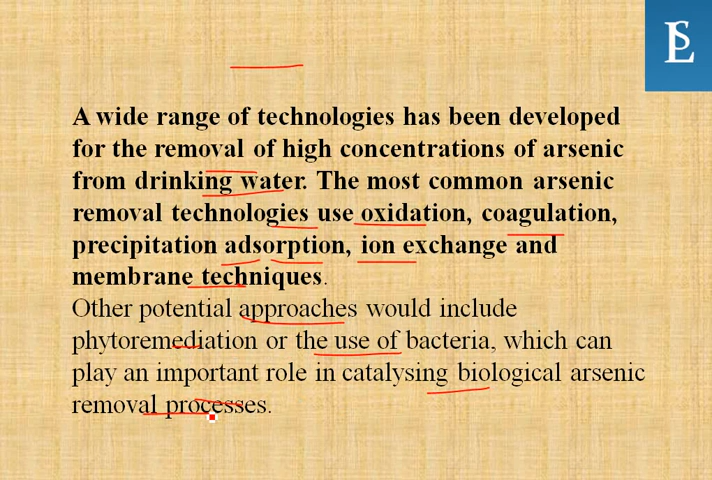 SL
A wide range of technologies has been developed
for the removal of high concentrations of arsenic
from drinking water. The most common arsenic
removal technologies use oxidation, coagulation,
precipitation adsorption, ion exchange and
membrane techniques.
Other potential approaches would include
phytoremediation or the use of bacteria, which can
play an important role in catalysing biological arsenic
removal processes.